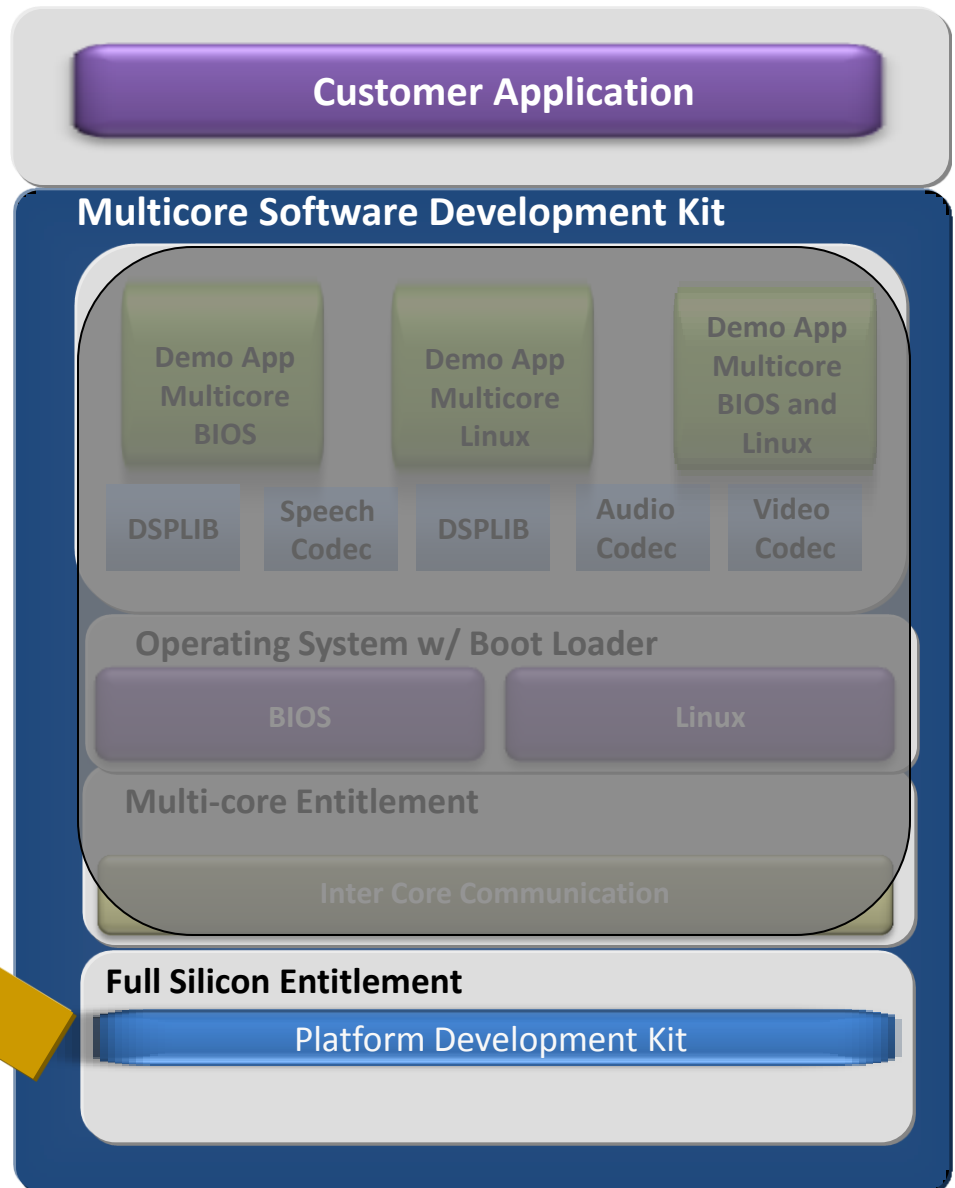 Customer Application
Multicore Software Development Kit
Demo App
Multicore
BIOS
Demo App
Multicore
Linux
Demo App
Multicore
BIOS and
Linux
DSPLIB
Speech
Codec
DSPLIB
Audio
Codec
Video
Codec
Operating System w/ Boot Loader
BIOS
Linux
Multi-core Entitlement
Inter Core Communication
Full Silicon Entitlement
Platform Development Kit